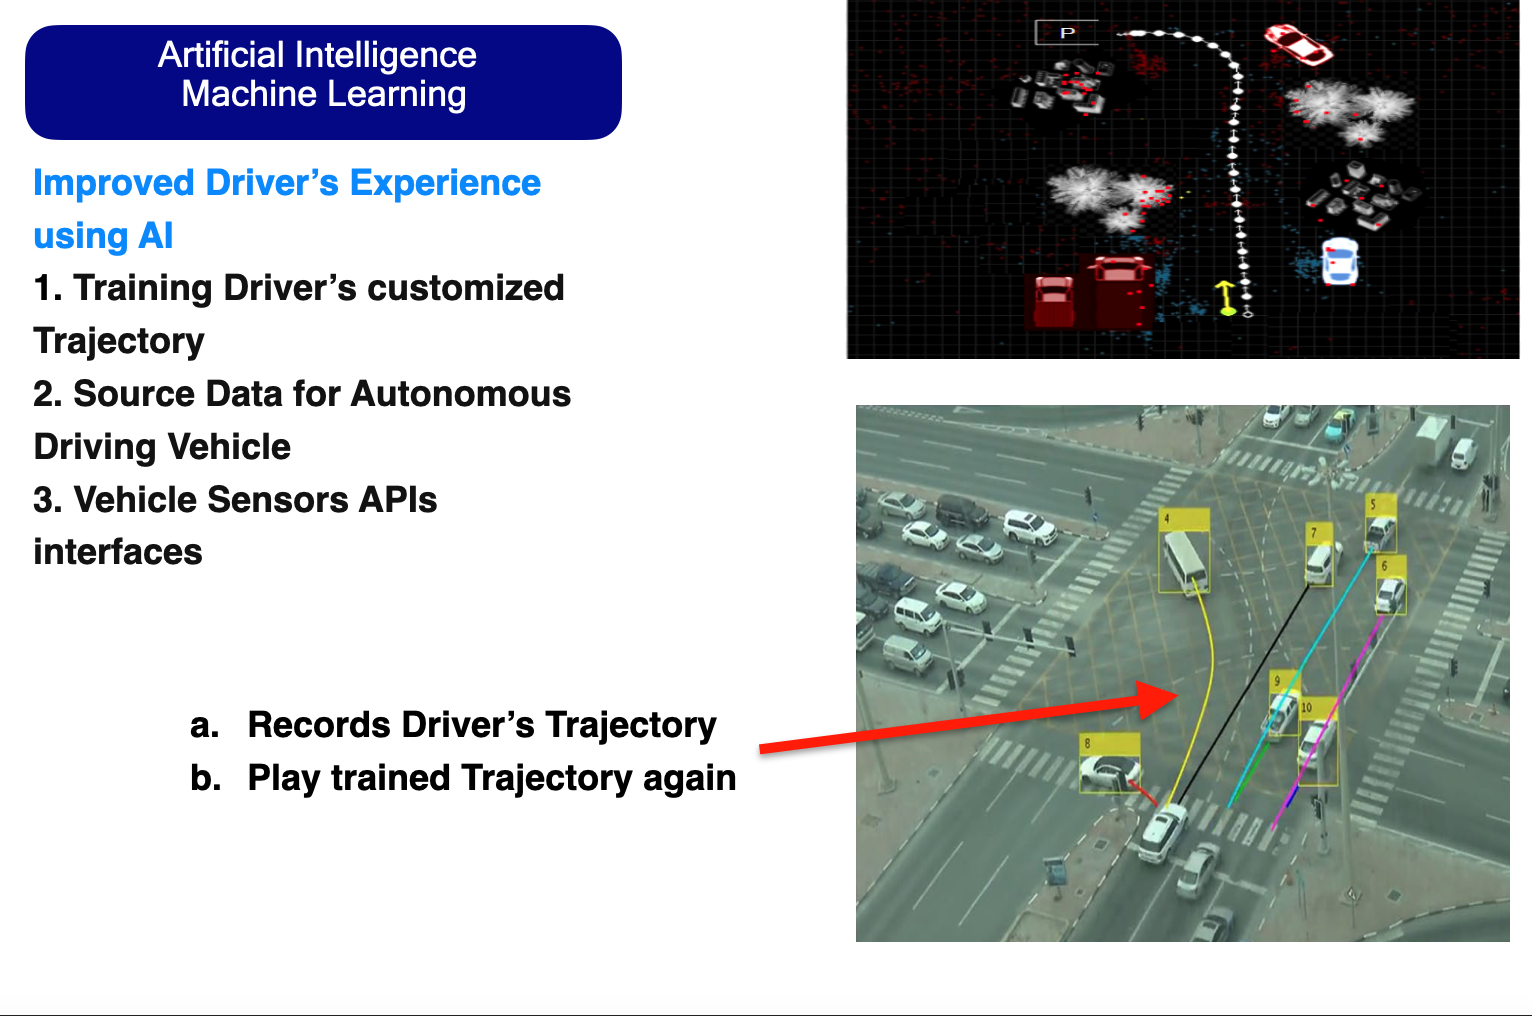 Artificial Intelligence
Machine Learning
Improved Driver’s Experience
using AI
1. Training Driver’s customized
Trajectory
2. Source Data for Autonomous
Driving Vehicle
3. Vehicle Sensors APIs
interfaces
a. Records Driver’s Trajectory
b. Play trained Trajectory again
P
4
5
7
6
9
10
8